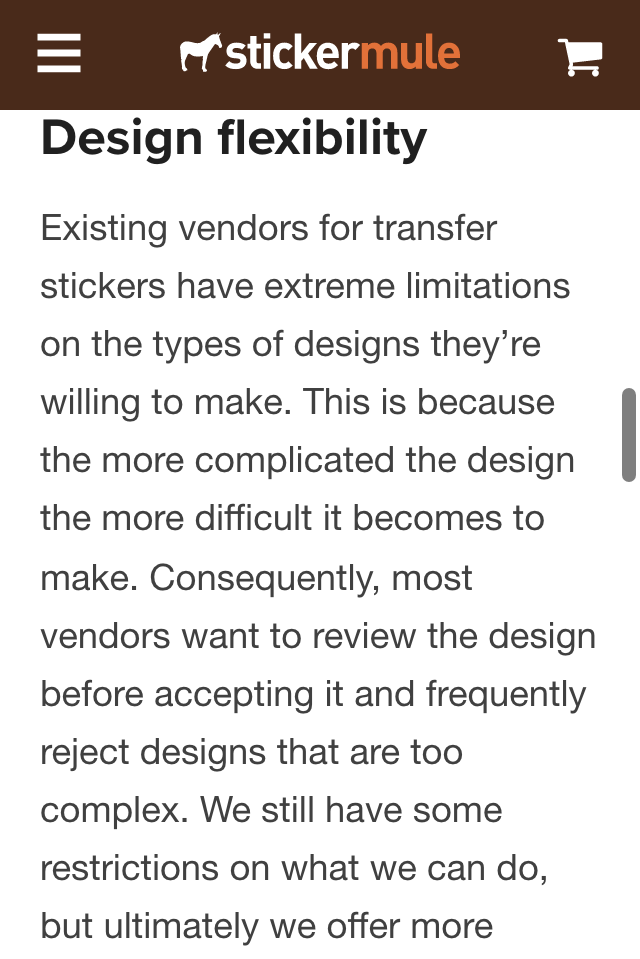 stickermule
Design flexibility
Existing vendors for transfer
stickers have extreme limitations
on the types of designs they’re
willing to make. This is because
the more complicated the design
the more difficult it becomes to
make. Consequently, most
vendors want to review the design
before accepting it and frequently
reject designs that are too
complex. We still have some
restrictions on what we can do,
but ultimately we offer more